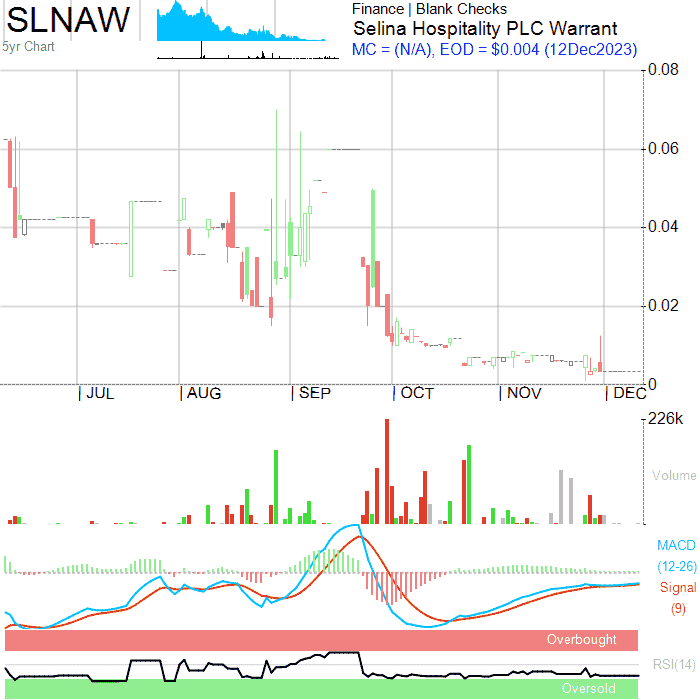 SLNAW
5yr Chart
Finance | Blank Checks
Selina Hospitality PLC Warrant
MC = (N/A), EOD = $0.004 (12Dec2023)
0.08
0.06
0.04
0.02
0
| JUL | AUG | SEP | OCT | NOV | DEC
226k
Volume
MACD
(12-26)
Signal
(9)
Overbought
RSI(14)
Oversold